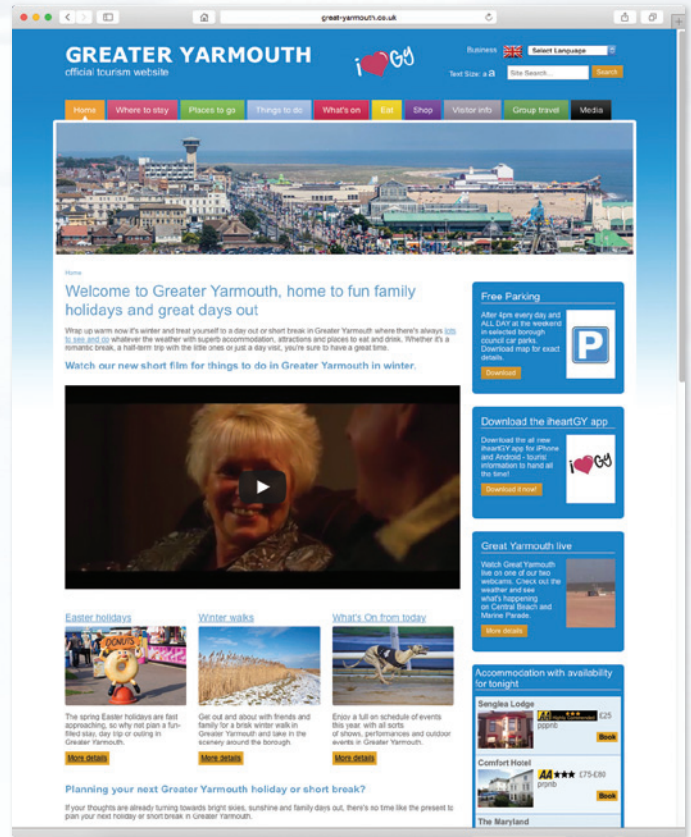 great-yarmouth.co.uk
GREATER YARMOUTH
official tourism website
i GY
Business
Select Language
Text Size: a a
Site Search...
Search
Home
Where to stay
Places to go
Things to do
What's on
Eat
Shop
Visitor info
Group travel
Media
Home
Welcome to Greater Yarmouth, home to fun family
holidays and great days out
Wrap up warm now it's winter and treat yourself to a day out or short break in Greater Yarmouth where there's always lots
to see and do whatever the weather with superb accommodation, attractions and places to eat and drink. Whether it's a
romantic break, a half-term trip with the little ones or just a day visit, you're sure to have a great time.
Watch our new short film for things to do in Greater Yarmouth in winter.
Easter holidays
DONUTS
The spring Easter holidays are fast
approaching, so why not plan a fun-
filled stay, day trip or outing in
Greater Yarmouth.
More details
Winter walks
Get out and about with friends and
family for a brisk winter walk in
Greater Yarmouth and take in the
scenery around the borough.
More details
What's On from today
Enjoy a full on schedule of events
this year, with all sorts
of shows, performances and outdoor
events in Greater Yarmouth.
More details
Planning your next Greater Yarmouth holiday or short break?
If your thoughts are already turning towards bright skies, sunshine and family days out, there's no time like the present to
plan your next holiday or short break in Greater Yarmouth.
Free Parking
After 4pm every day and
ALL DAY at the weekend
in selected borough
council car parks.
Download map for exact
details.
P
Download
Download the iheartGY app
Download the all new
iheartGY app for iPhone
and Android - tourist
information to hand all
the time!
i GY
Download it now!
Great Yarmouth live
Watch Great Yarmouth
live on one of our two
webcams. Check out the
weather and see
what's happening
on Central Beach and
Marine Parade.
More details
Accommodation with availability
for tonight
Senglea Lodge
AA £25
pppnb
Book
Comfort Hotel
AA ★★★ £75-£80
prpnb
Book
The Maryland